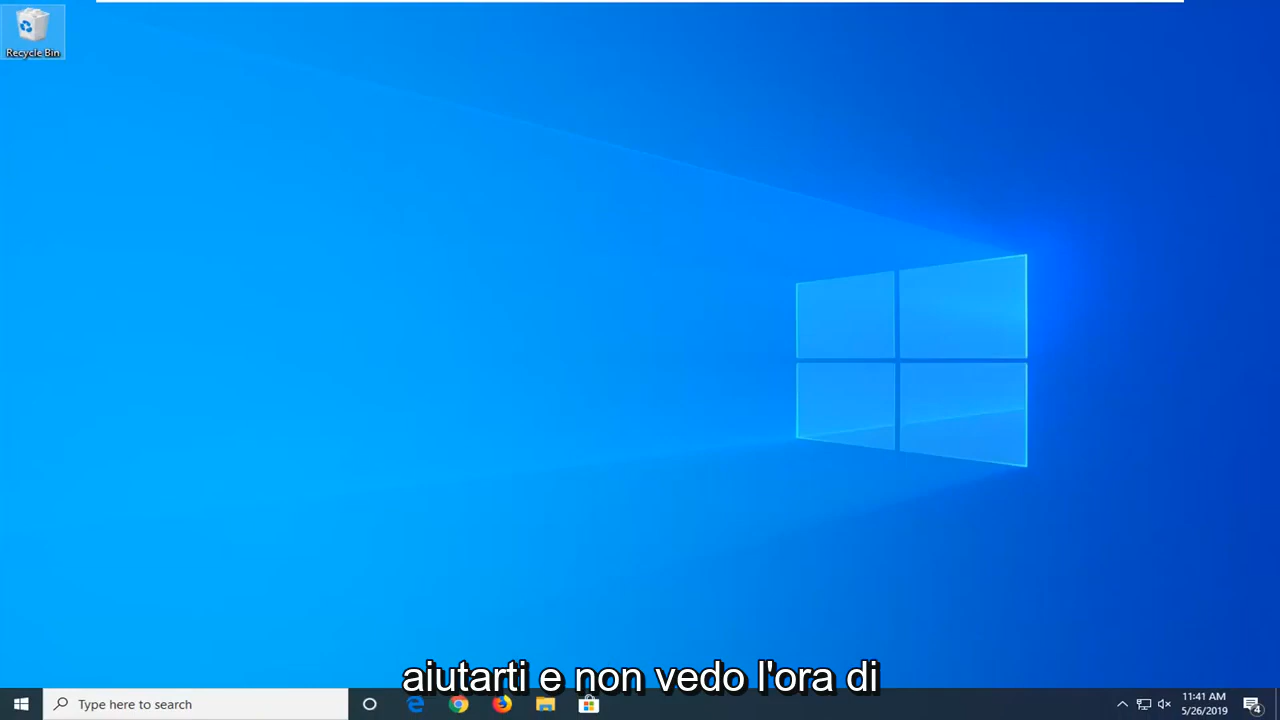 Recycle Bin
aiutarti e non vedo l'ora di
Type here to search
11:41 AM
5/26/2019
4